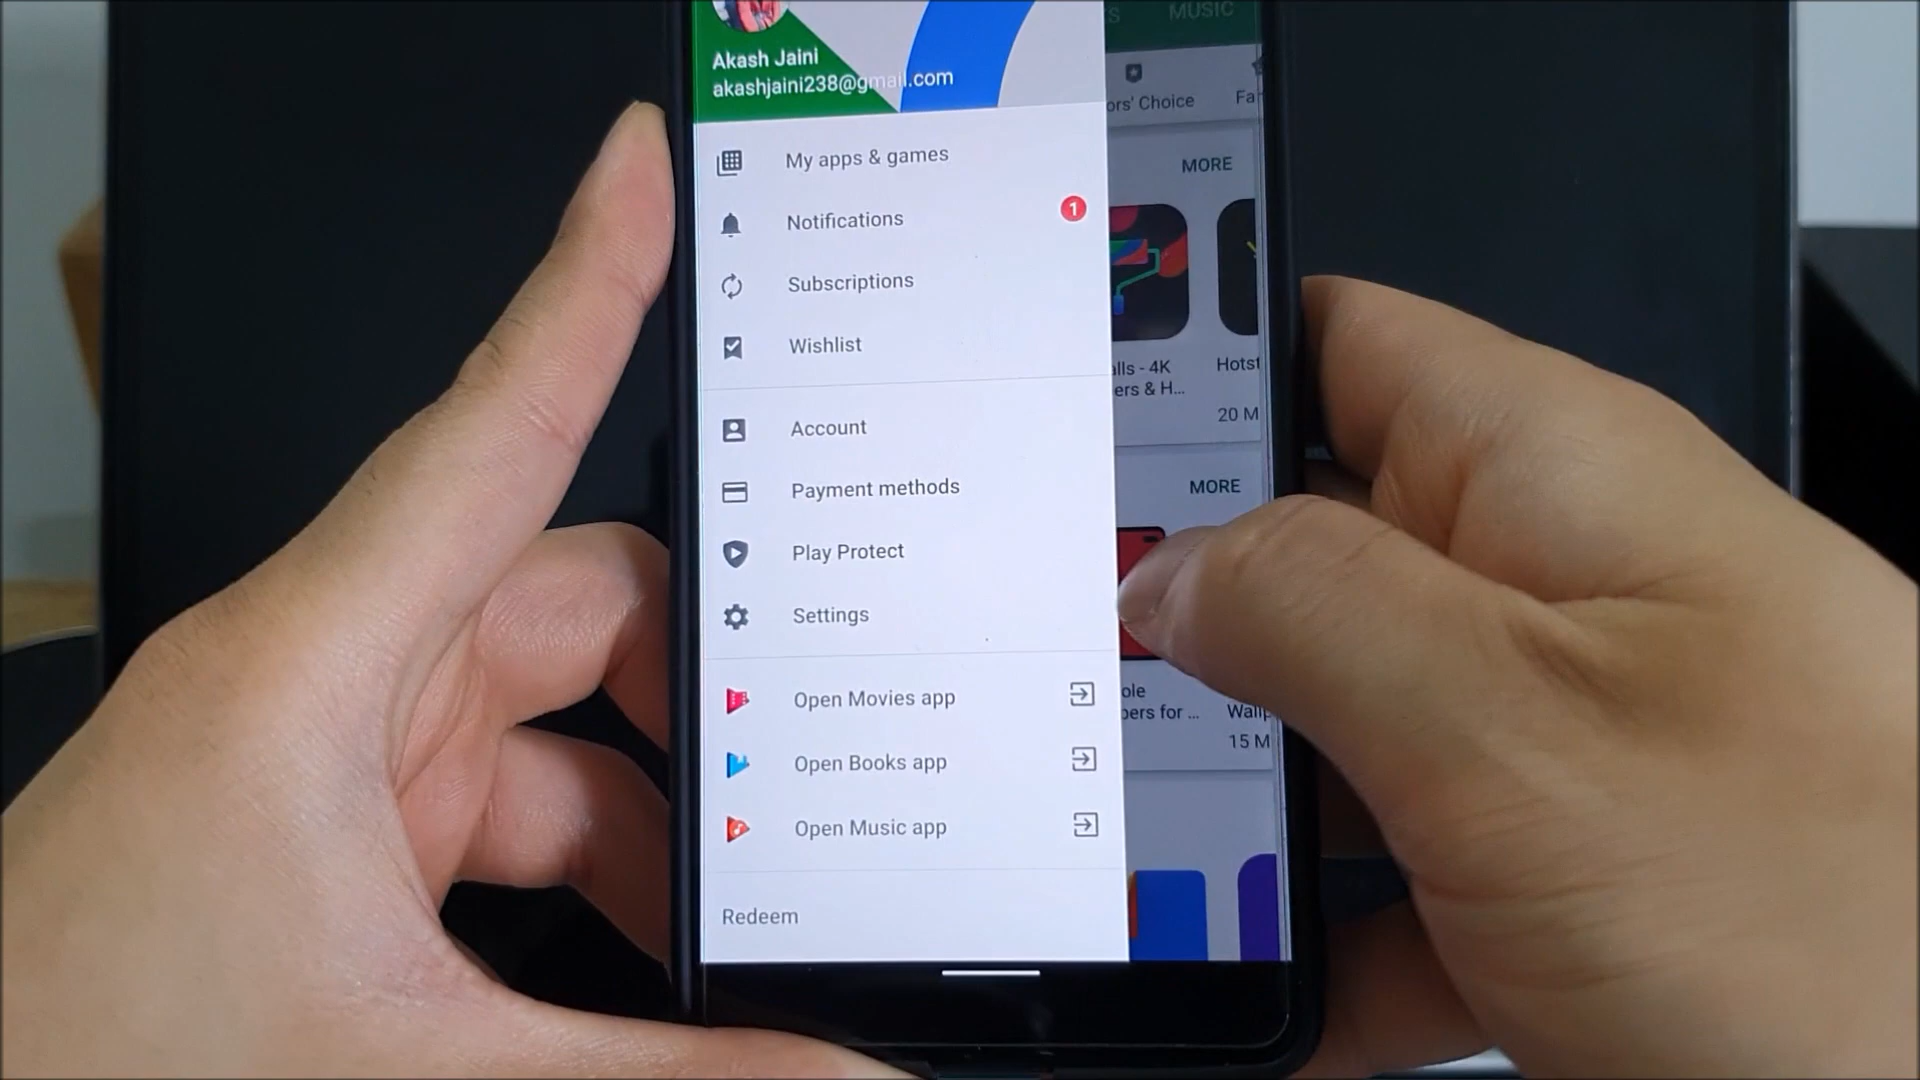 Akash Jaini
akashjaini238@gmail.com
My apps & games
Notifications
1
Subscriptions
Wishlist
Account
Payment methods
Play Protect
Settings
Open Movies app
Open Books app
Open Music app
Redeem
MUSIC
ors' Choice
MORE
alls - 4K
ers & H...
Hotst
20 M
MORE
ole
pers for ...
Wallp
15 M